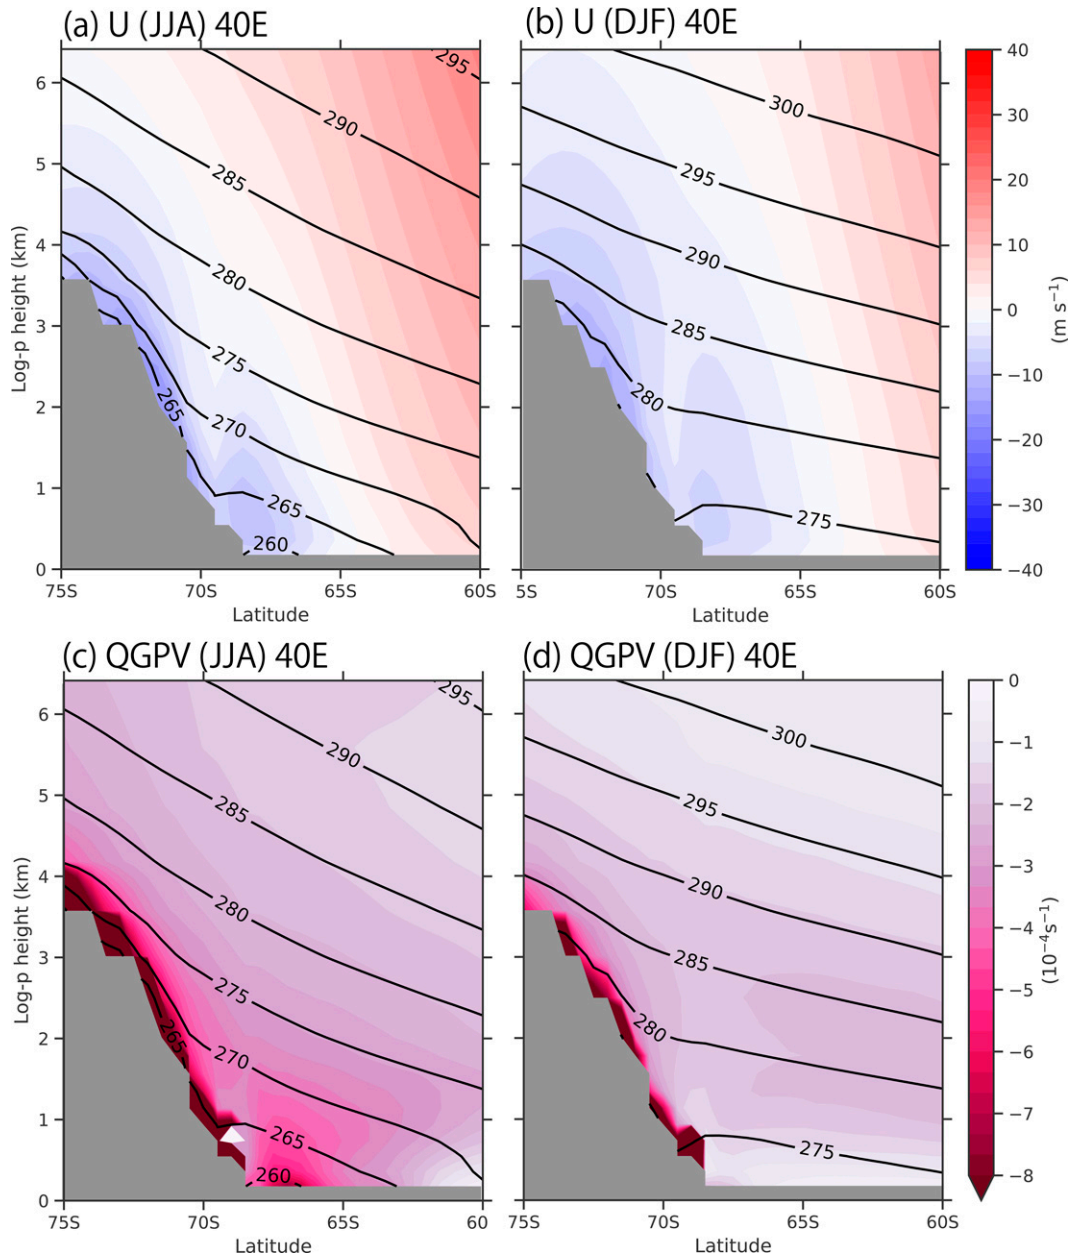 (a) U (JJA) 40E
(b) U (DJF) 40E
Log-p height (km)
6
5
4
3
2
1
0
295
290
285
280
275
270
265
265
260
75S
70S
65S
60S
Latitude
300
295
290
285
280
275
5S
70S
65S
60S
Latitude
40
30
20
10
0
−10
−20
−30
−40
(m s⁻¹)
(c) QGPV (JJA) 40E
(d) QGPV (DJF) 40E
Log-p height (km)
6
5
4
3
2
1
0
295
290
285
280
275
270
265
265
260
75S
70S
65S
60
Latitude
300
295
290
285
280
275
75S
70S
65S
60S
Latitude
0
−1
−2
−3
−4
−5
−6
−7
−8
(10⁻⁴s⁻¹)